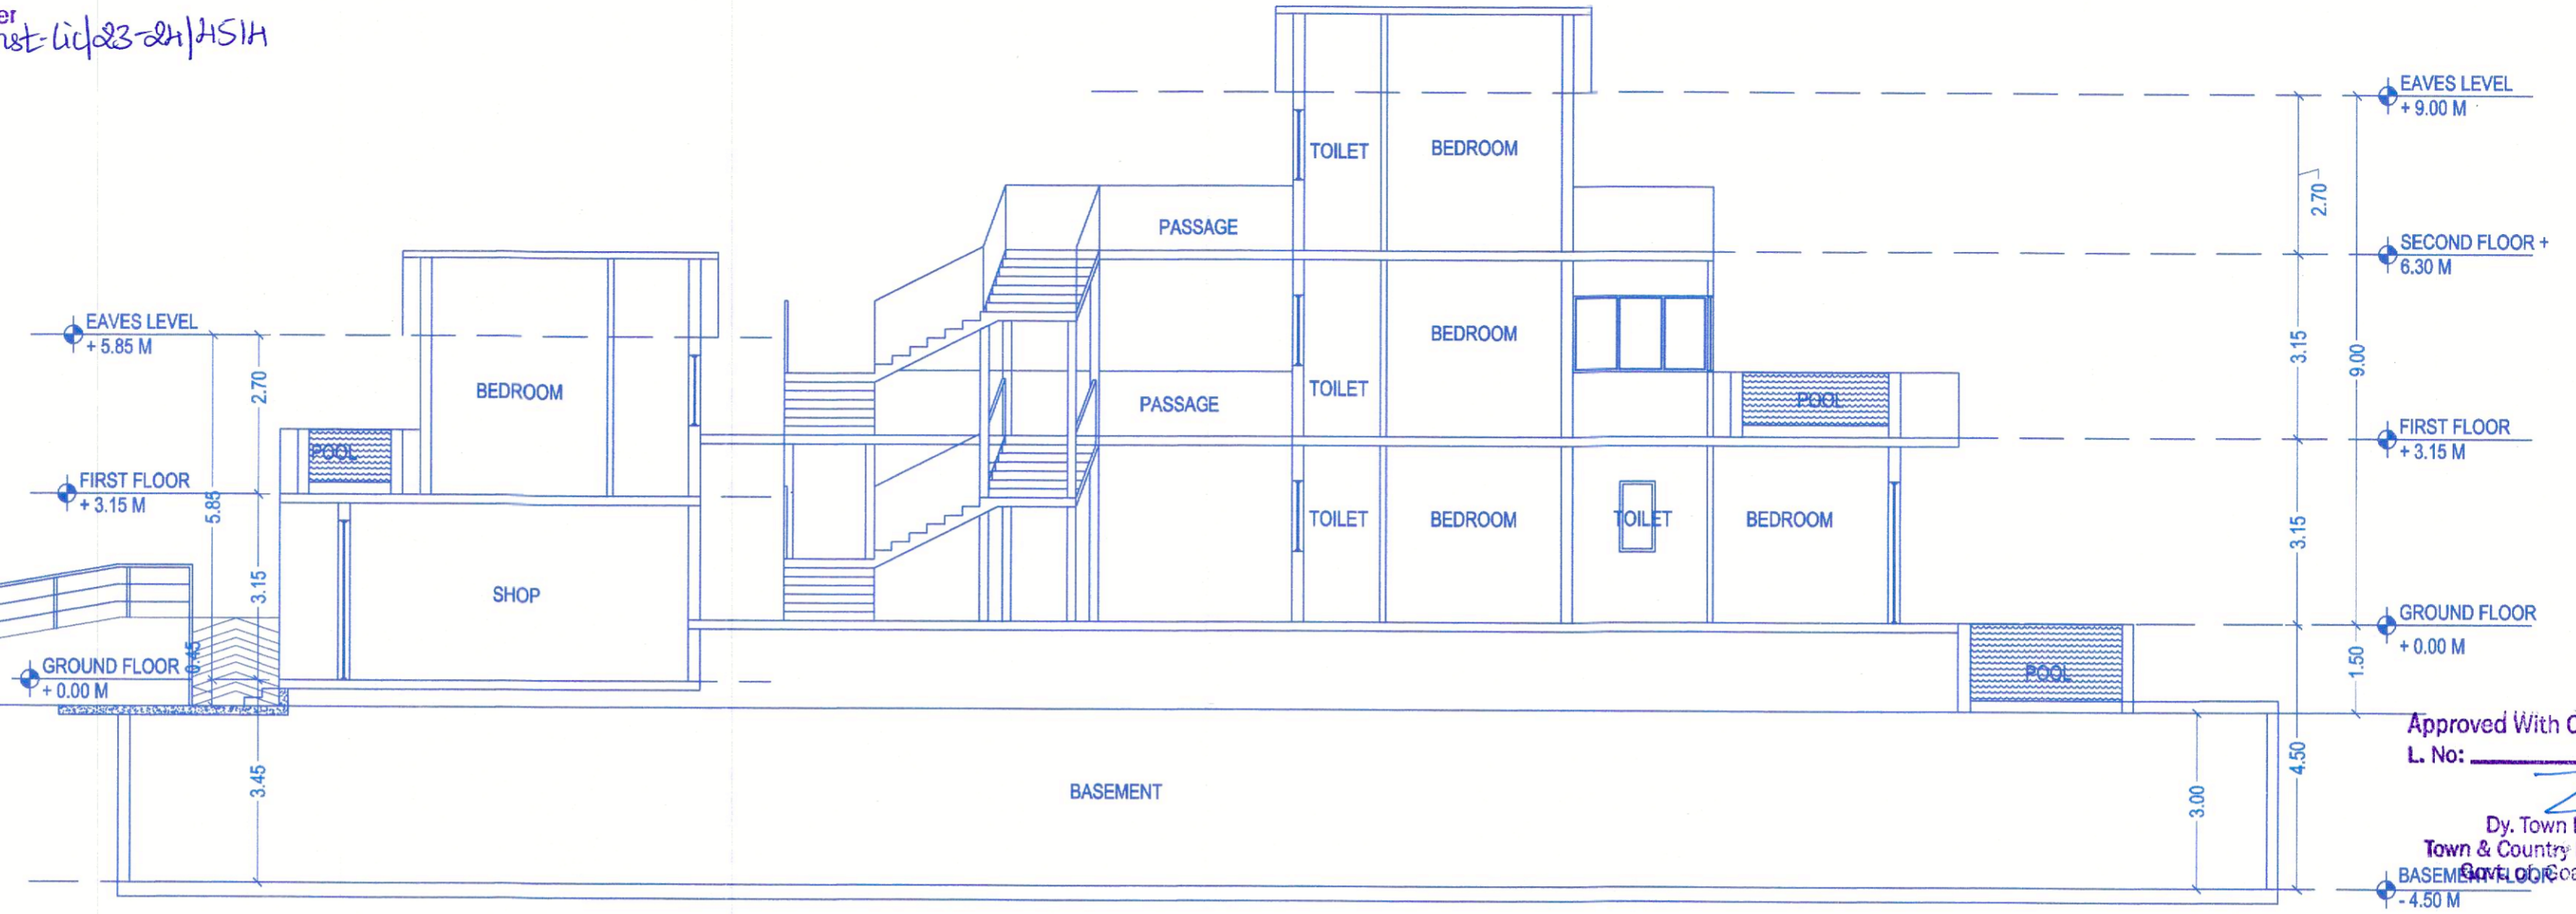 er
nst-Lic/23-24/4514
EAVES LEVEL
+ 9.00 M
TOILET
BEDROOM
2.70
PASSAGE
SECOND FLOOR +
6.30 M
EAVES LEVEL
+ 5.85 M
BEDROOM
3.15
9.00
2.70
BEDROOM
TOILET
PASSAGE
POOL
FIRST FLOOR
+ 3.15 M
POOL
FIRST FLOOR
+ 3.15 M
5.85
TOILET
BEDROOM
TOILET
BEDROOM
3.15
3.15
SHOP
GROUND FLOOR
+ 0.00 M
0.45
GROUND FLOOR
+ 0.00 M
1.50
POOL
Approved With C
L. No:
3.45
BASEMENT
3.00
4.50
Dy. Town
Town & Country
Govt. of Goa
BASEMENT FLOOR
- 4.50 M